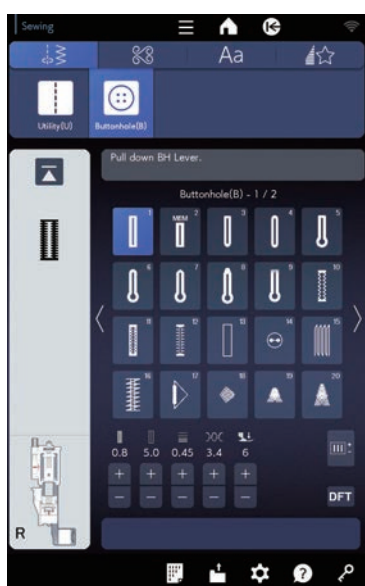 Sewing
Aa
Utility(U) Buttonhole(B)
Pull down BH Lever.
Buttonhole(B) - 1 / 2
1 MEM 2 3 4 5
6 7 8 9 10
11 12 13 14 15
16 17 18 19 20
0.8 5.0 0.45 3.4 6
+ + + + +
- - - - -
DFT
R
?